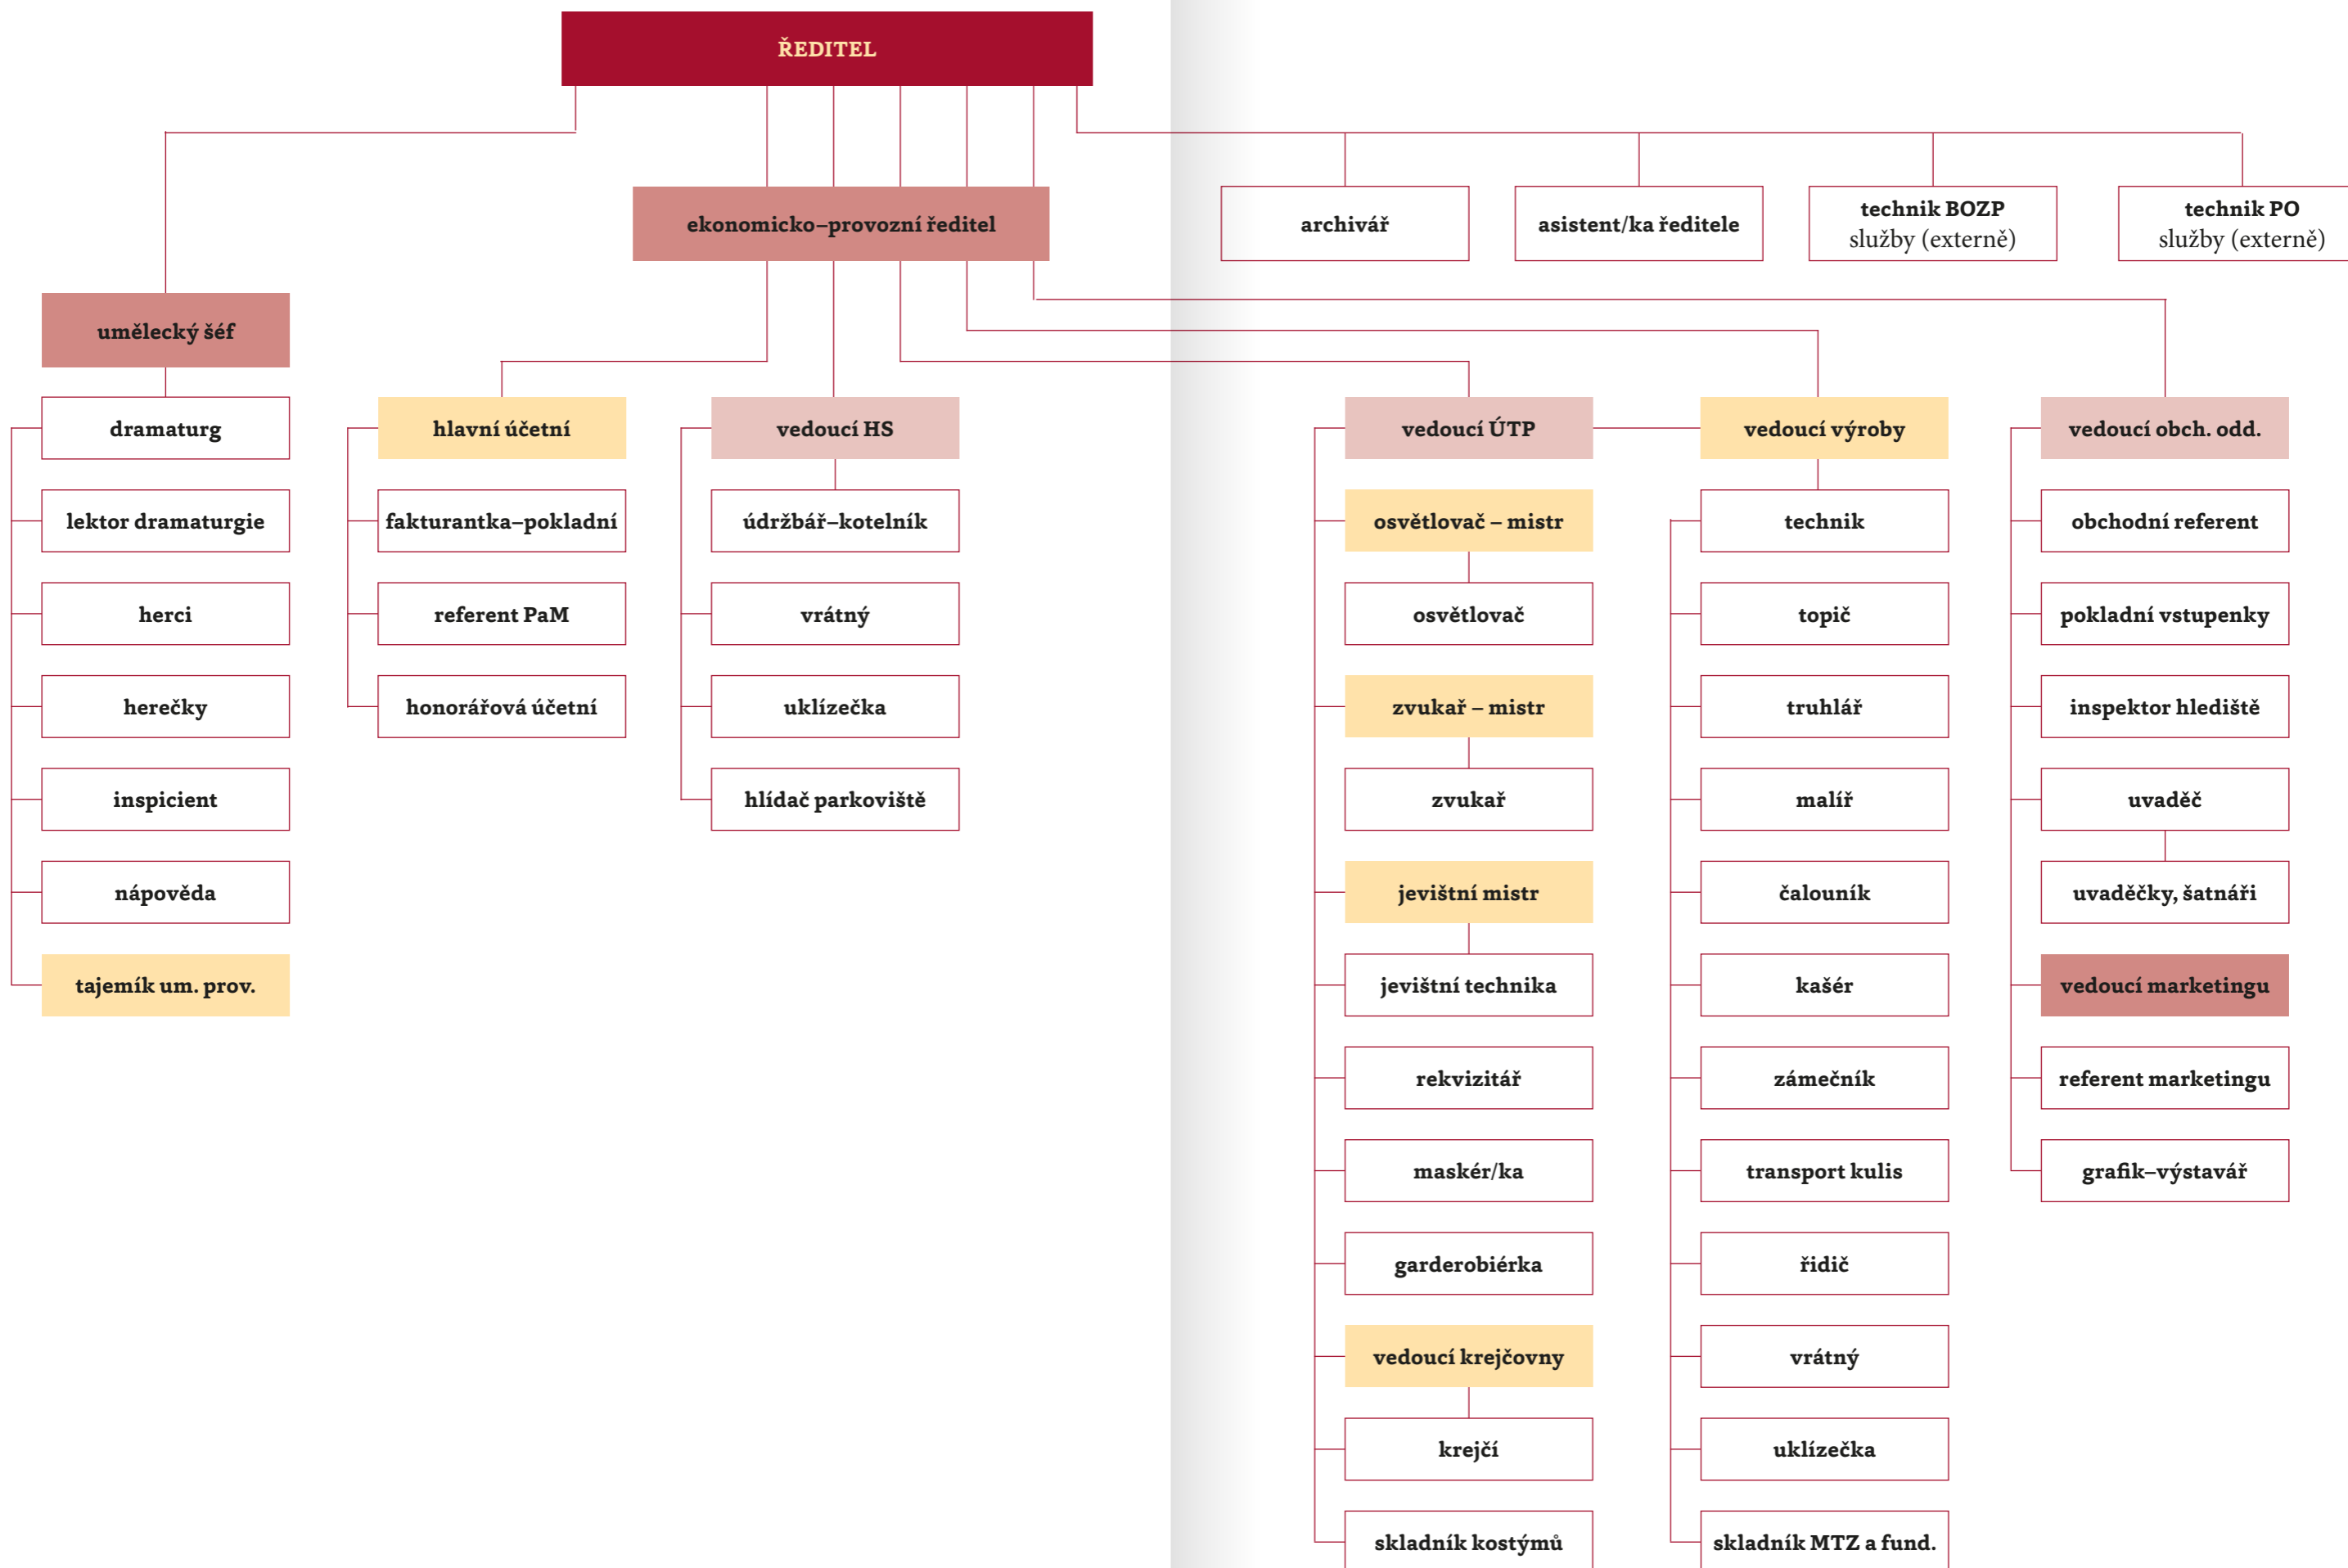 ŘEDITEL
ekonomicko–provozní ředitel
archivář
asistent/ka ředitele
technik BOZP
služby (externě)
technik PO
služby (externě)
umělecký šéf
dramaturg
lektor dramaturgie
herci
herečky
inspicient
nápověda
tajemík um. prov.
hlavní účetní
fakturantka–pokladní
referent PaM
honorářová účetní
vedoucí HS
údržbář–kotelník
vrátný
uklízečka
hlídač parkoviště
vedoucí ÚTP
osvětlovač – mistr
osvětlovač
zvukař – mistr
zvukař
jevištní mistr
jevištní technika
rekvizitář
maskér/ka
garderobiérka
vedoucí krejčovny
krejčí
skladník kostýmů
vedoucí výroby
technik
topič
truhlář
malíř
čalouník
kašér
zámečník
transport kulis
řidič
vrátný
uklízečka
skladník MTZ a fund.
vedoucí obch. odd.
obchodní referent
pokladní vstupenky
inspektor hlediště
uvaděč
uvaděčky, šatnáři
vedoucí marketingu
referent marketingu
grafik–výstavář